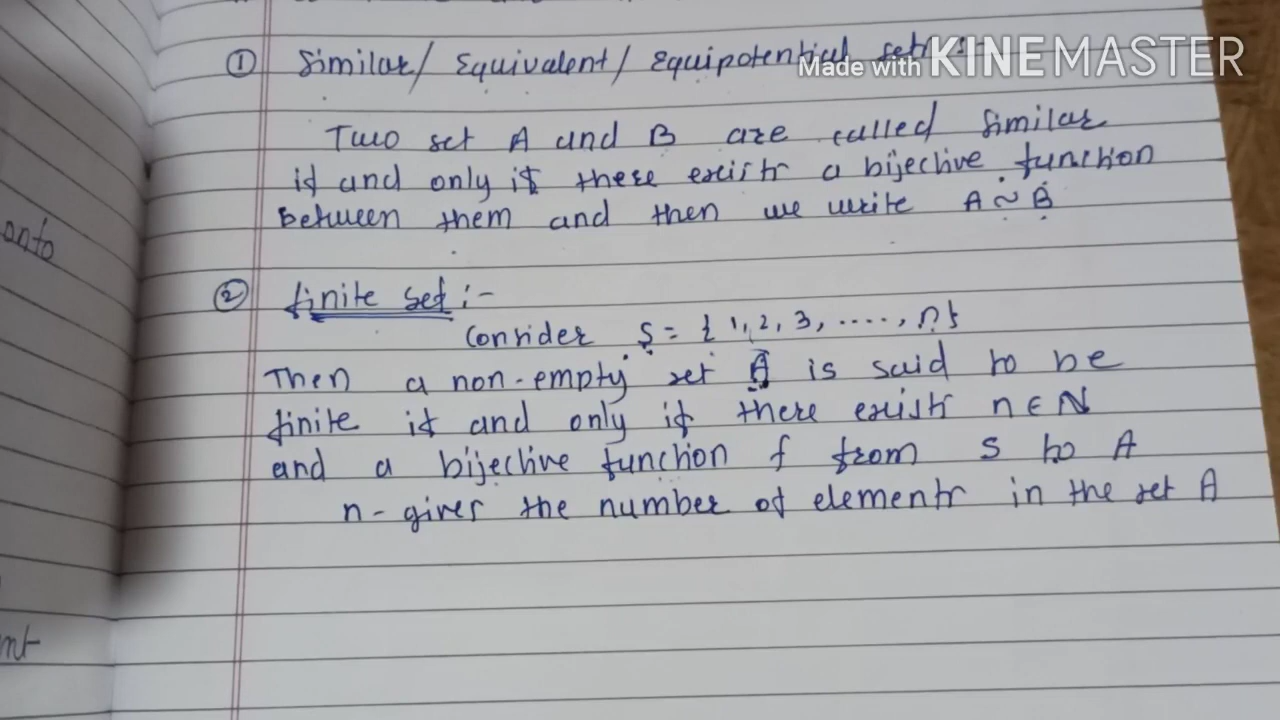 ① Similar/ Equivalent/ Equipotential sets :
Made with KINEMASTER
Two set A and B are called similar
if and only if there exists a bijective function
between them and then we write A ~ B
onto
② finite set :-
Consider S = { 1, 2, 3, ....., n }
Then a non-empty set A is said to be
finite if and only if there exists n ∈ N
and a bijective function f from S to A
n - gives the number of elements in the set A